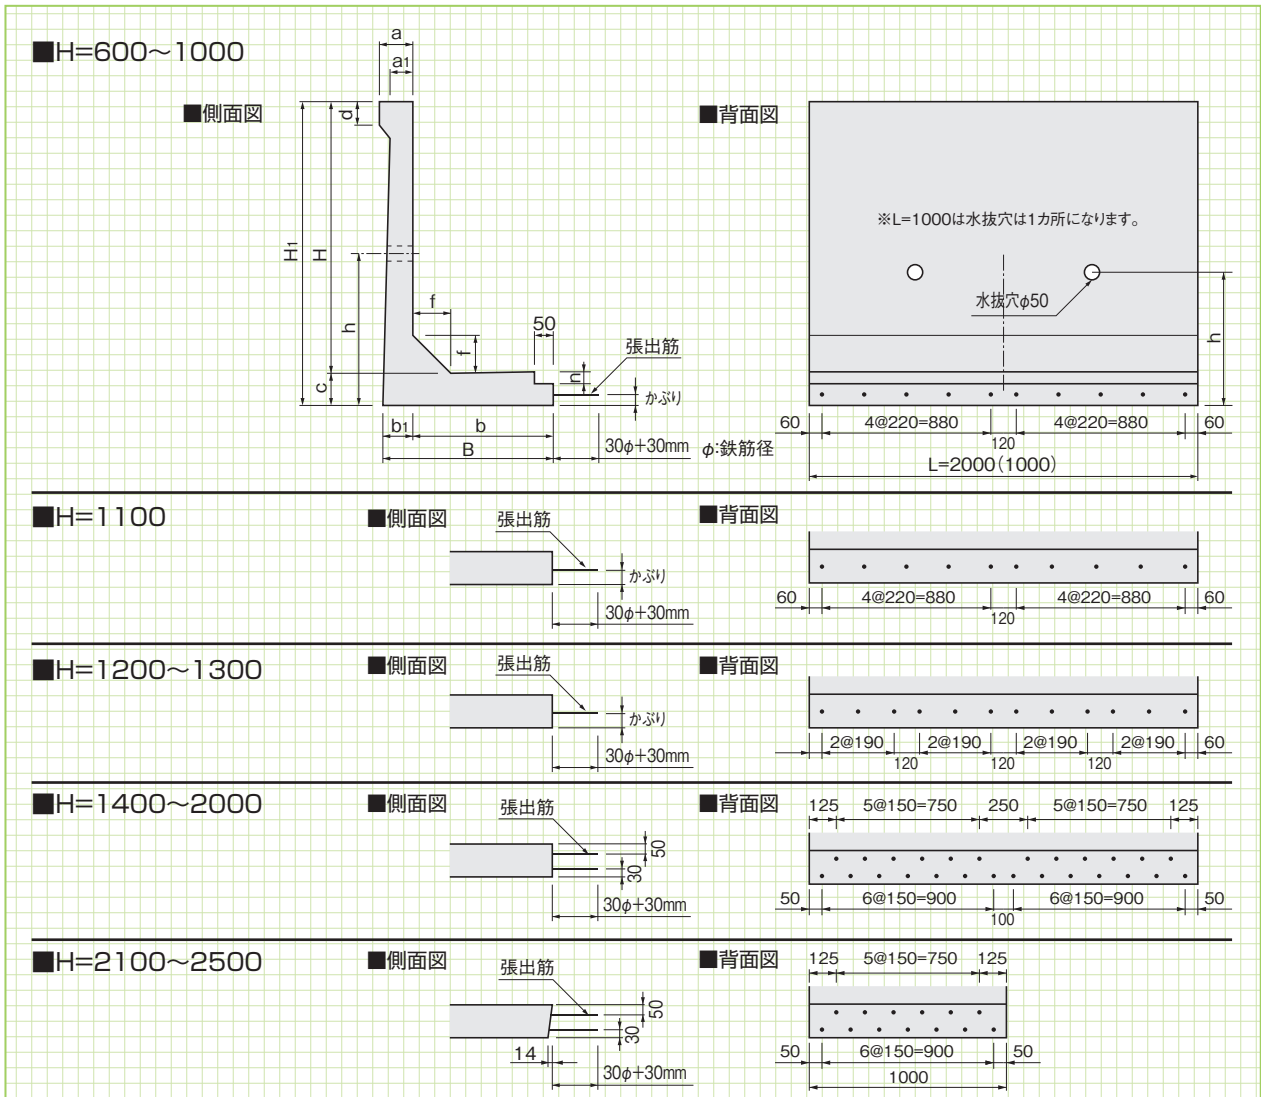 ■H=600～1000
■側面図
a
a1
d
H1
H
h
c
f
f
50
n
張出筋
かぶり
b1
b
B
30φ+30mm
φ:鉄筋径
■背面図
※L=1000は水抜穴は1カ所になります。
水抜穴φ50
h
60
4@220=880
120
4@220=880
60
L=2000(1000)
■H=1100
■側面図
張出筋
かぶり
30φ+30mm
■背面図
60
4@220=880
120
4@220=880
60
■H=1200～1300
■側面図
張出筋
かぶり
30φ+30mm
■背面図
2@190
120
2@190
120
2@190
120
2@190
60
■H=1400～2000
■側面図
張出筋
50
30
30φ+30mm
■背面図
125
5@150=750
250
5@150=750
125
50
6@150=900
100
6@150=900
50
■H=2100～2500
■側面図
張出筋
50
30
14
30φ+30mm
■背面図
125
5@150=750
125
50
6@150=900
50
1000